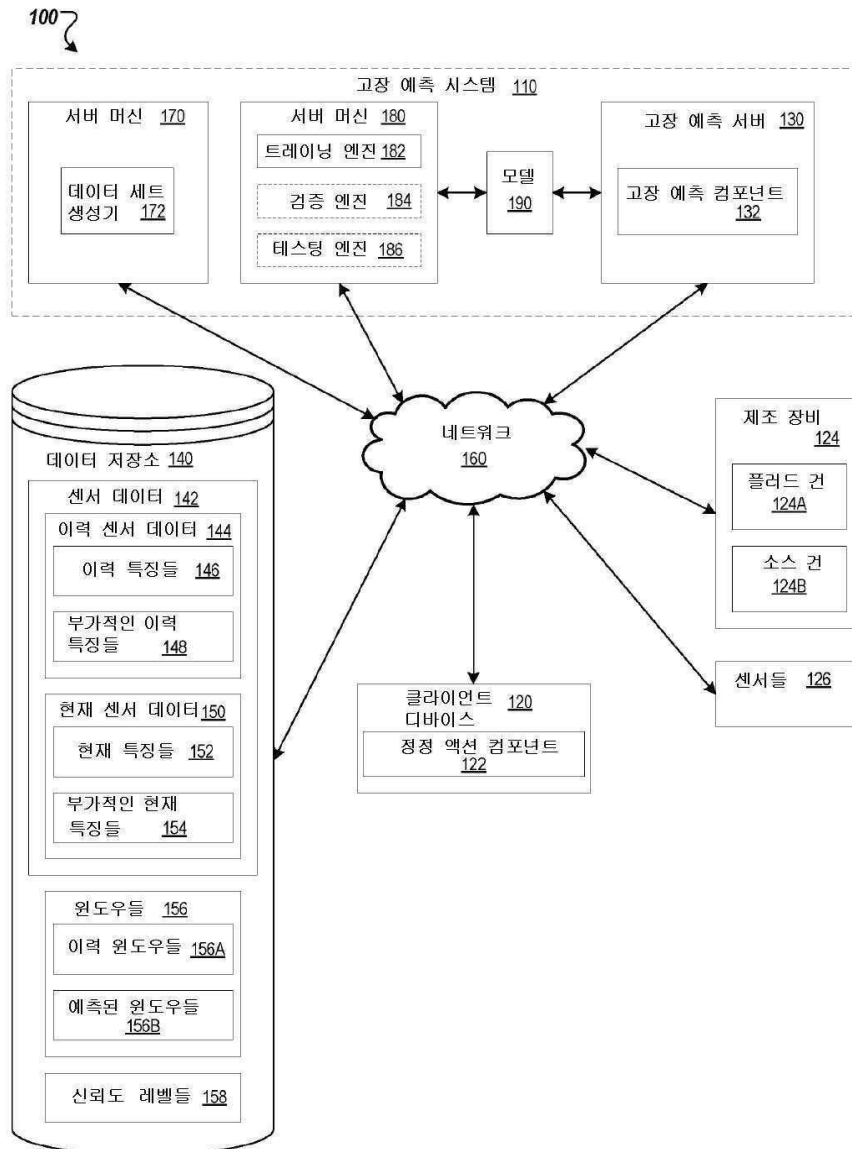 100
고장 예측 시스템 110
서버 머신 170
데이터 세트
생성기 172
서버 머신 180
트레이닝 엔진 182
검증 엔진 184
테스팅 엔진 186
모델
190
고장 예측 서버 130
고장 예측 컴포넌트
132
네트워크
160
제조 장비
124
플러드 건
124A
소스 건
124B
센서들 126
클라이언트 120
디바이스
정정 액션 컴포넌트
122
데이터 저장소 140
센서 데이터 142
이력 센서 데이터 144
이력 특징들 146
부가적인 이력
특징들 148
현재 센서 데이터 150
현재 특징들 152
부가적인 현재
특징들 154
윈도우들 156
이력 윈도우들 156A
예측된 윈도우들
156B
신뢰도 레벨들 158